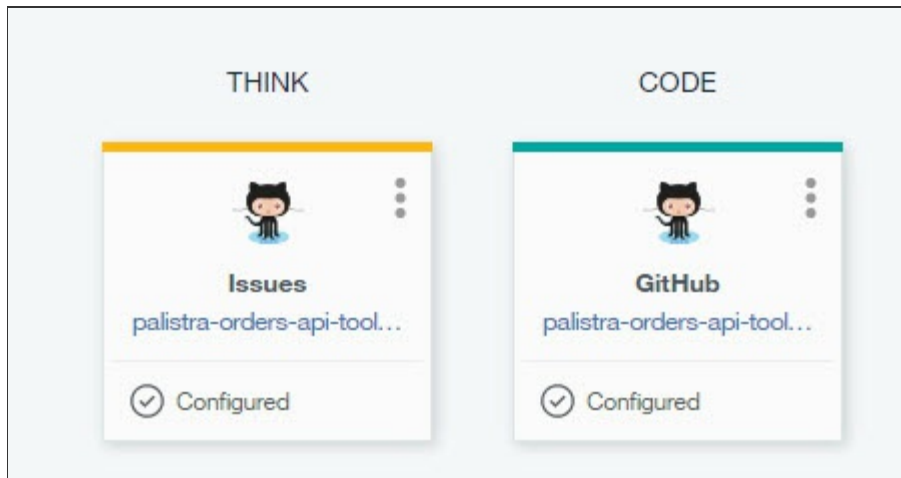 THINK
CODE
Issues
palistra-orders-api-tool...
Configured
GitHub
palistra-orders-api-tool...
Configured